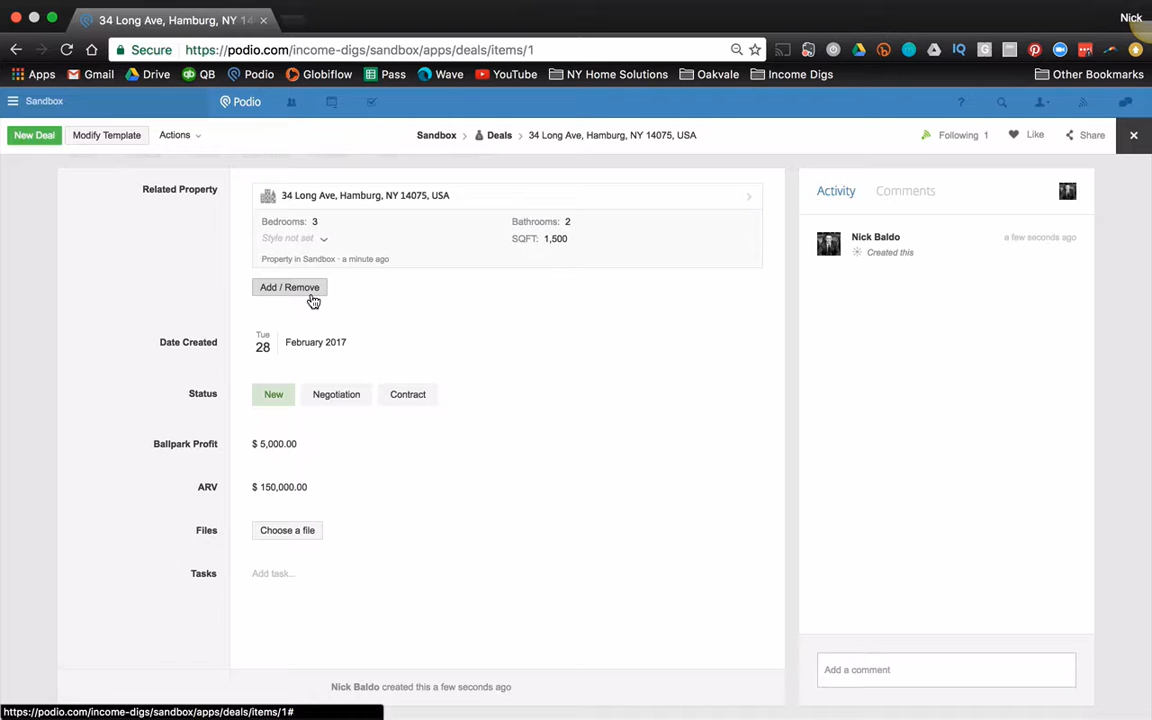 34 Long Ave, Hamburg, NY 14
Nick
Secure
https://podio.com/income-digs/sandbox/apps/deals/items/1
Apps Gmail Drive QB Podio Globiflow Pass Wave YouTube NY Home Solutions Oakvale Income Digs Other Bookmarks
Sandbox
Podio
New Deal
Modify Template
Actions
Sandbox > Deals > 34 Long Ave, Hamburg, NY 14075, USA
Following 1
Like
Share
Related Property
34 Long Ave, Hamburg, NY 14075, USA
Bedrooms: 3
Bathrooms: 2
Style not set
SQFT: 1,500
Property in Sandbox - a minute ago
Add / Remove
Date Created
Tue
28
February 2017
Status
New
Negotiation
Contract
Ballpark Profit
$ 5,000.00
ARV
$ 150,000.00
Files
Choose a file
Tasks
Add task...
Nick Baldo created this a few seconds ago
Activity
Comments
Nick Baldo
a few seconds ago
Created this
Add a comment
https://podio.com/income-digs/sandbox/apps/deals/items/1#